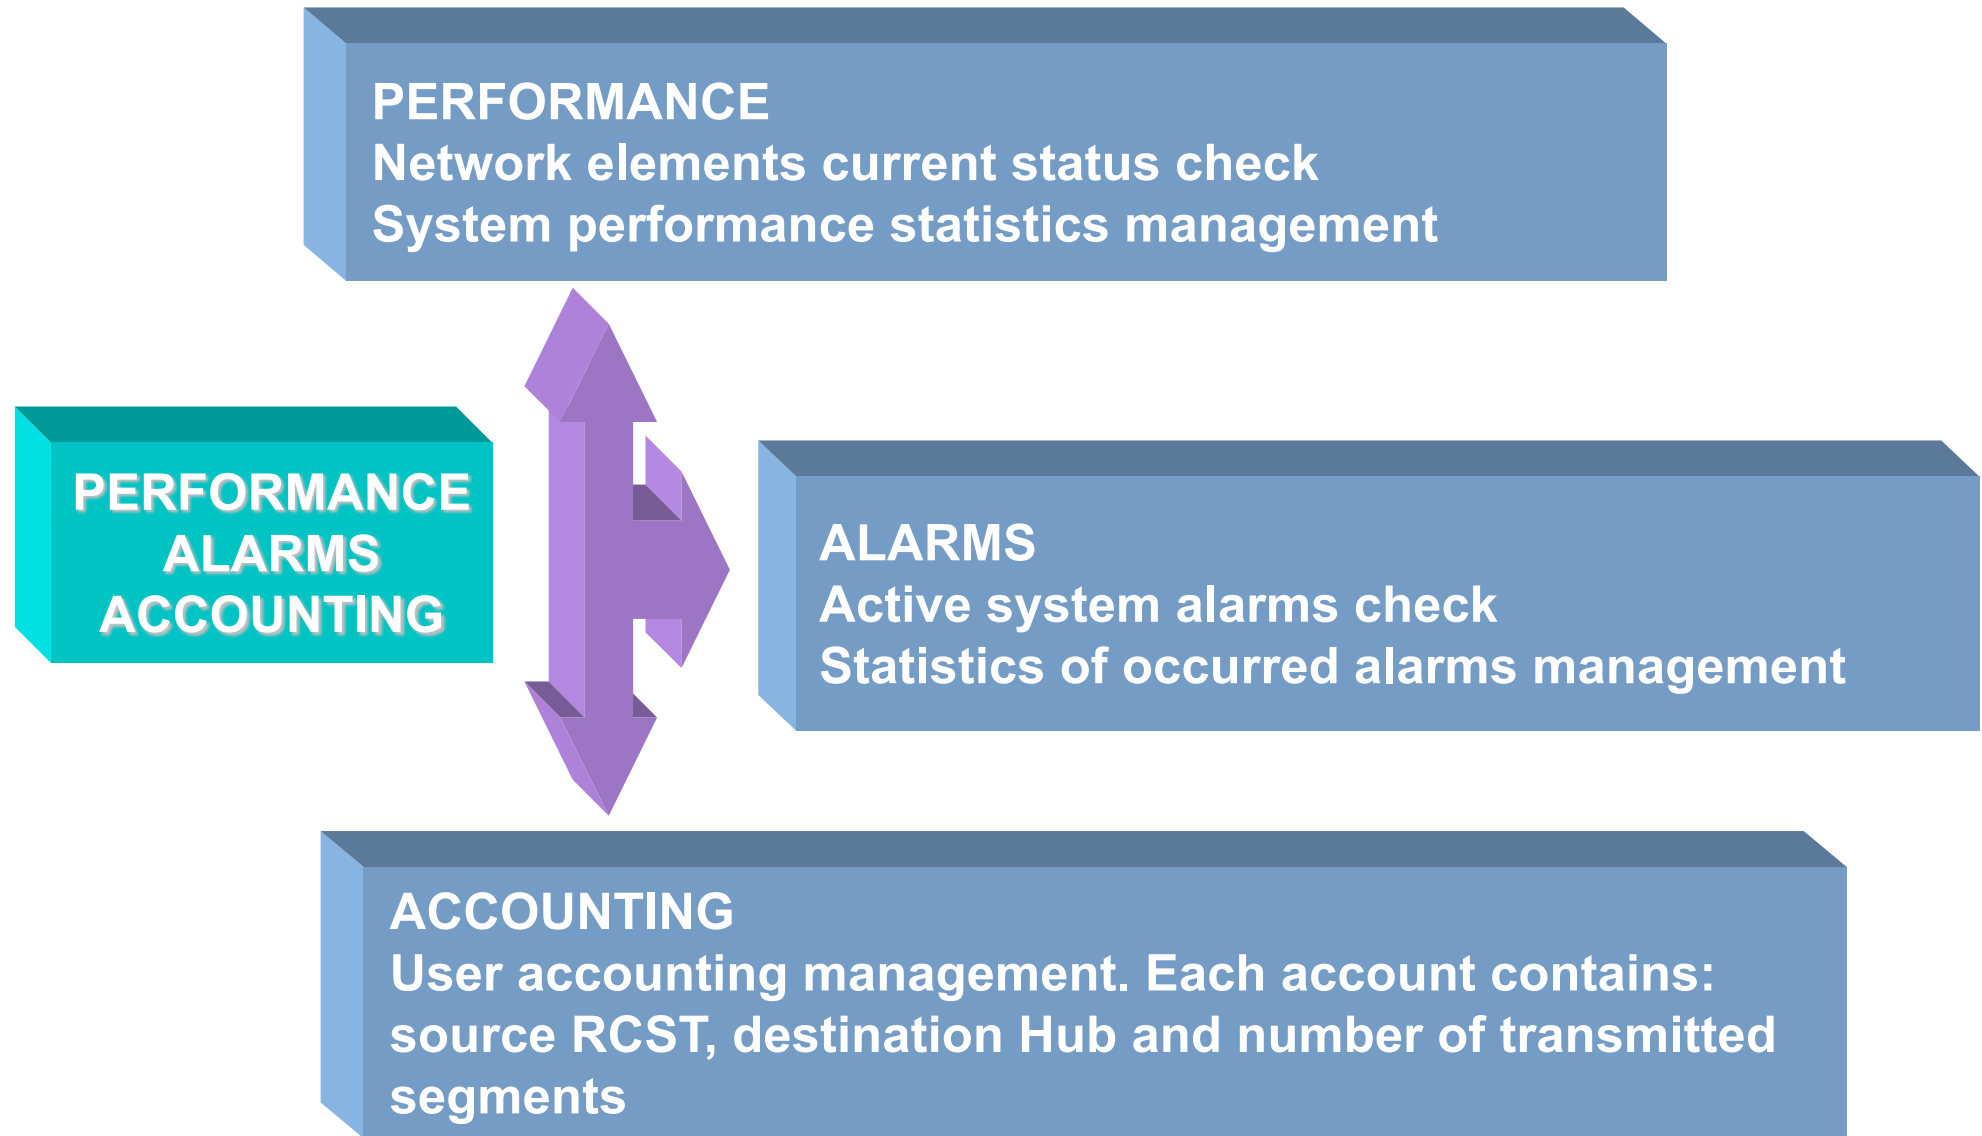 PERFORMANCE
Network elements current status check
System performance statistics management
PERFORMANCE
ALARMS
ACCOUNTING
ALARMS
Active system alarms check
Statistics of occurred alarms management
ACCOUNTING
User accounting management. Each account contains:
source RCST, destination Hub and number of transmitted
segments